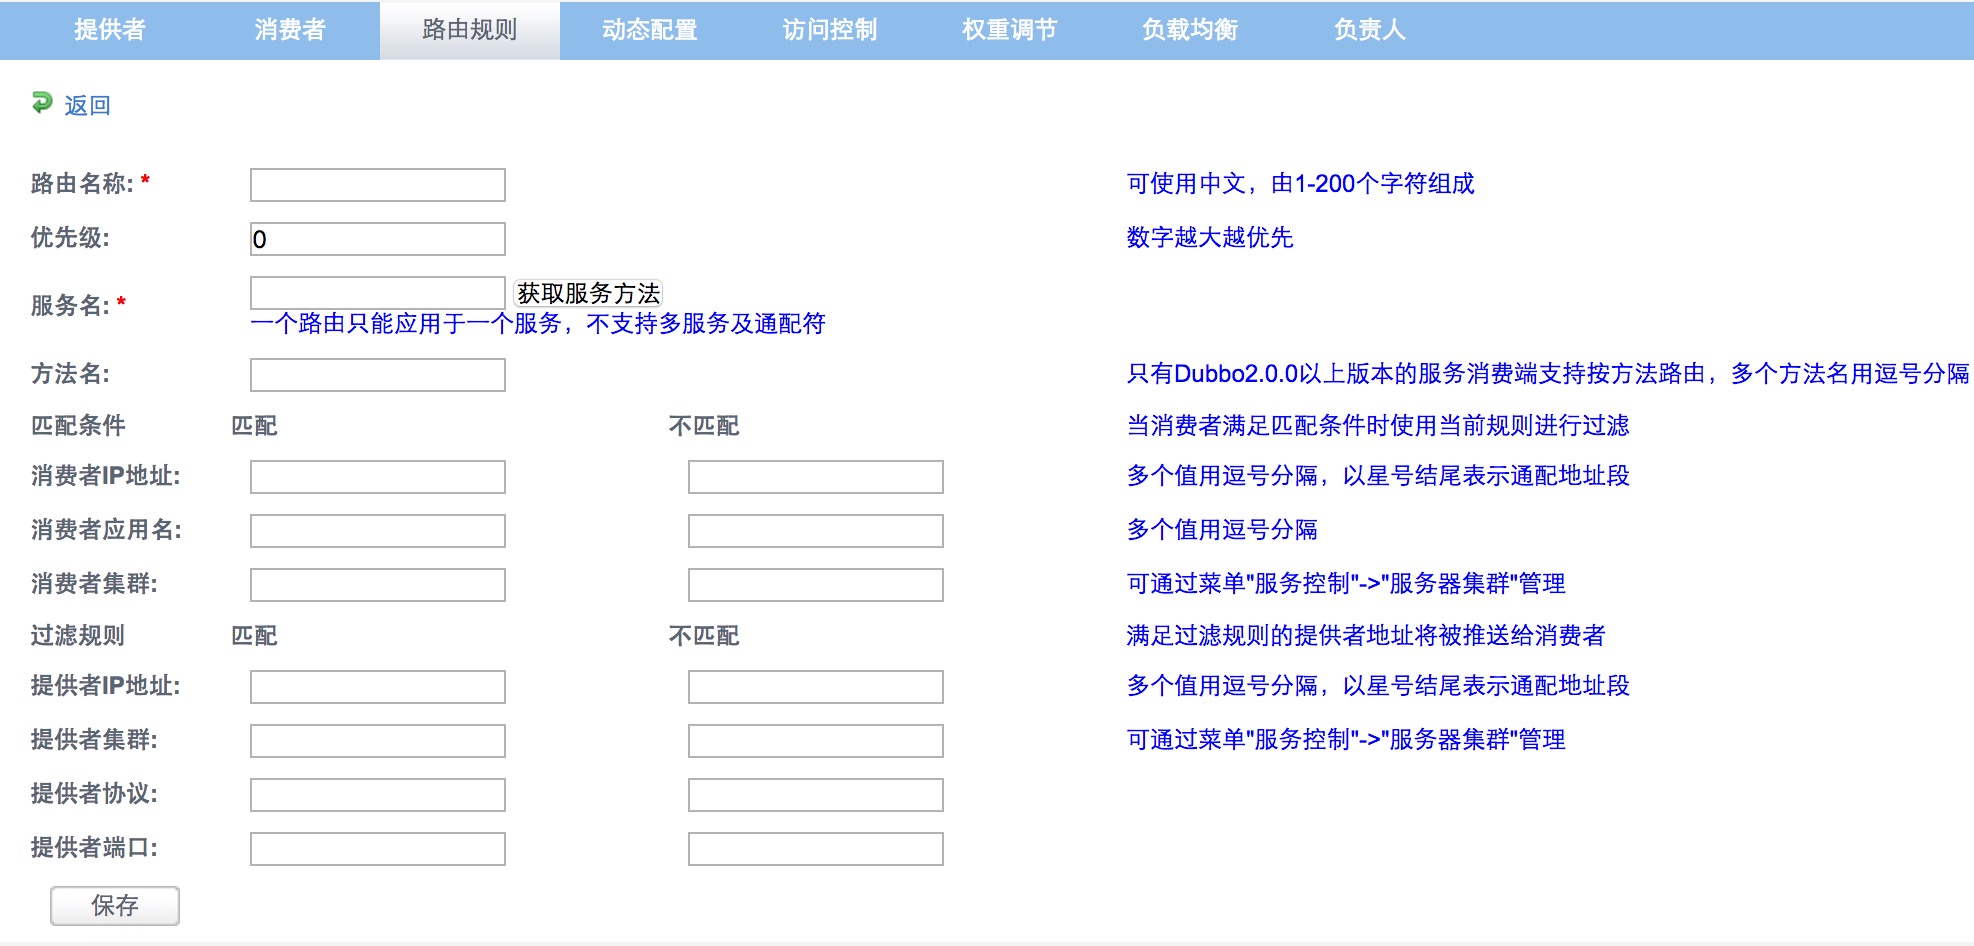 提供者 消费者 路由规则 动态配置 访问控制 权重调节 负载均衡 负责人
返回
路由名称: * 可使用中文，由1-200个字符组成
优先级: 0 数字越大越优先
服务名: * 获取服务方法
一个路由只能应用于一个服务，不支持多服务及通配符
方法名: 只有Dubbo2.0.0以上版本的服务消费端支持按方法路由，多个方法名用逗号分隔
匹配条件 匹配 不匹配 当消费者满足匹配条件时使用当前规则进行过滤
消费者IP地址: 多个值用逗号分隔，以星号结尾表示通配地址段
消费者应用名: 多个值用逗号分隔
消费者集群: 可通过菜单"服务控制"->"服务器集群"管理
过滤规则 匹配 不匹配 满足过滤规则的提供者地址将被推送给消费者
提供者IP地址: 多个值用逗号分隔，以星号结尾表示通配地址段
提供者集群: 可通过菜单"服务控制"->"服务器集群"管理
提供者协议:
提供者端口:
保存